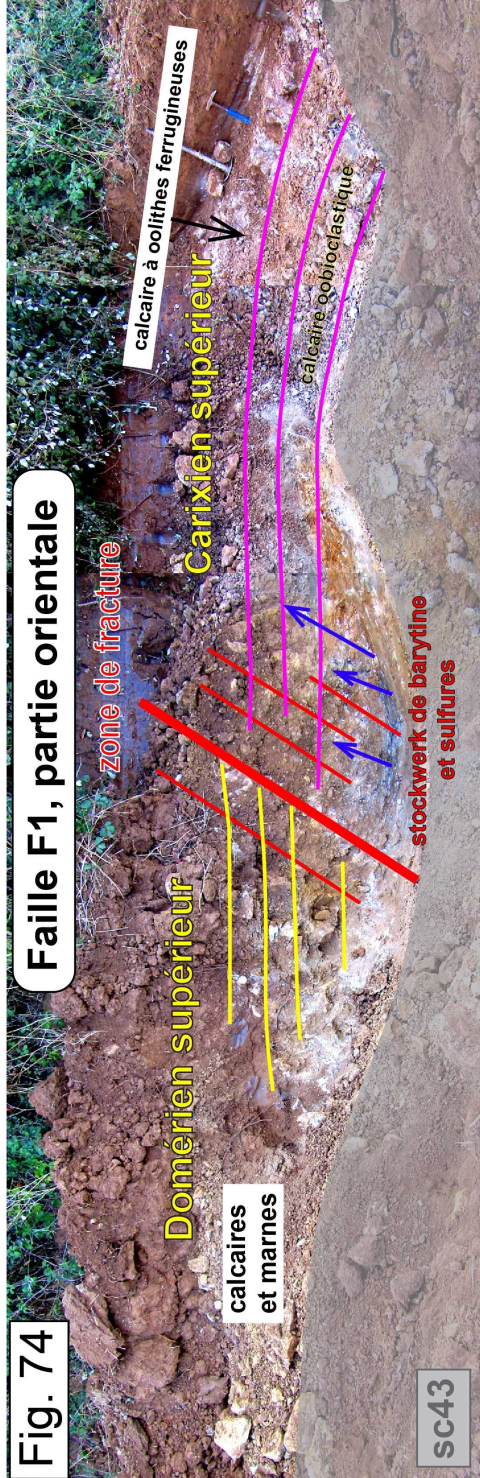 Fig. 74
Faille F1, partie orientale
zone de fracture
calcaire à oolithes ferrugineuses
Domérien supérieur
Carixien supérieur
calcaire oobioclastique
calcaires
et marnes
stockwerk de barytine
et sulfures
sc43